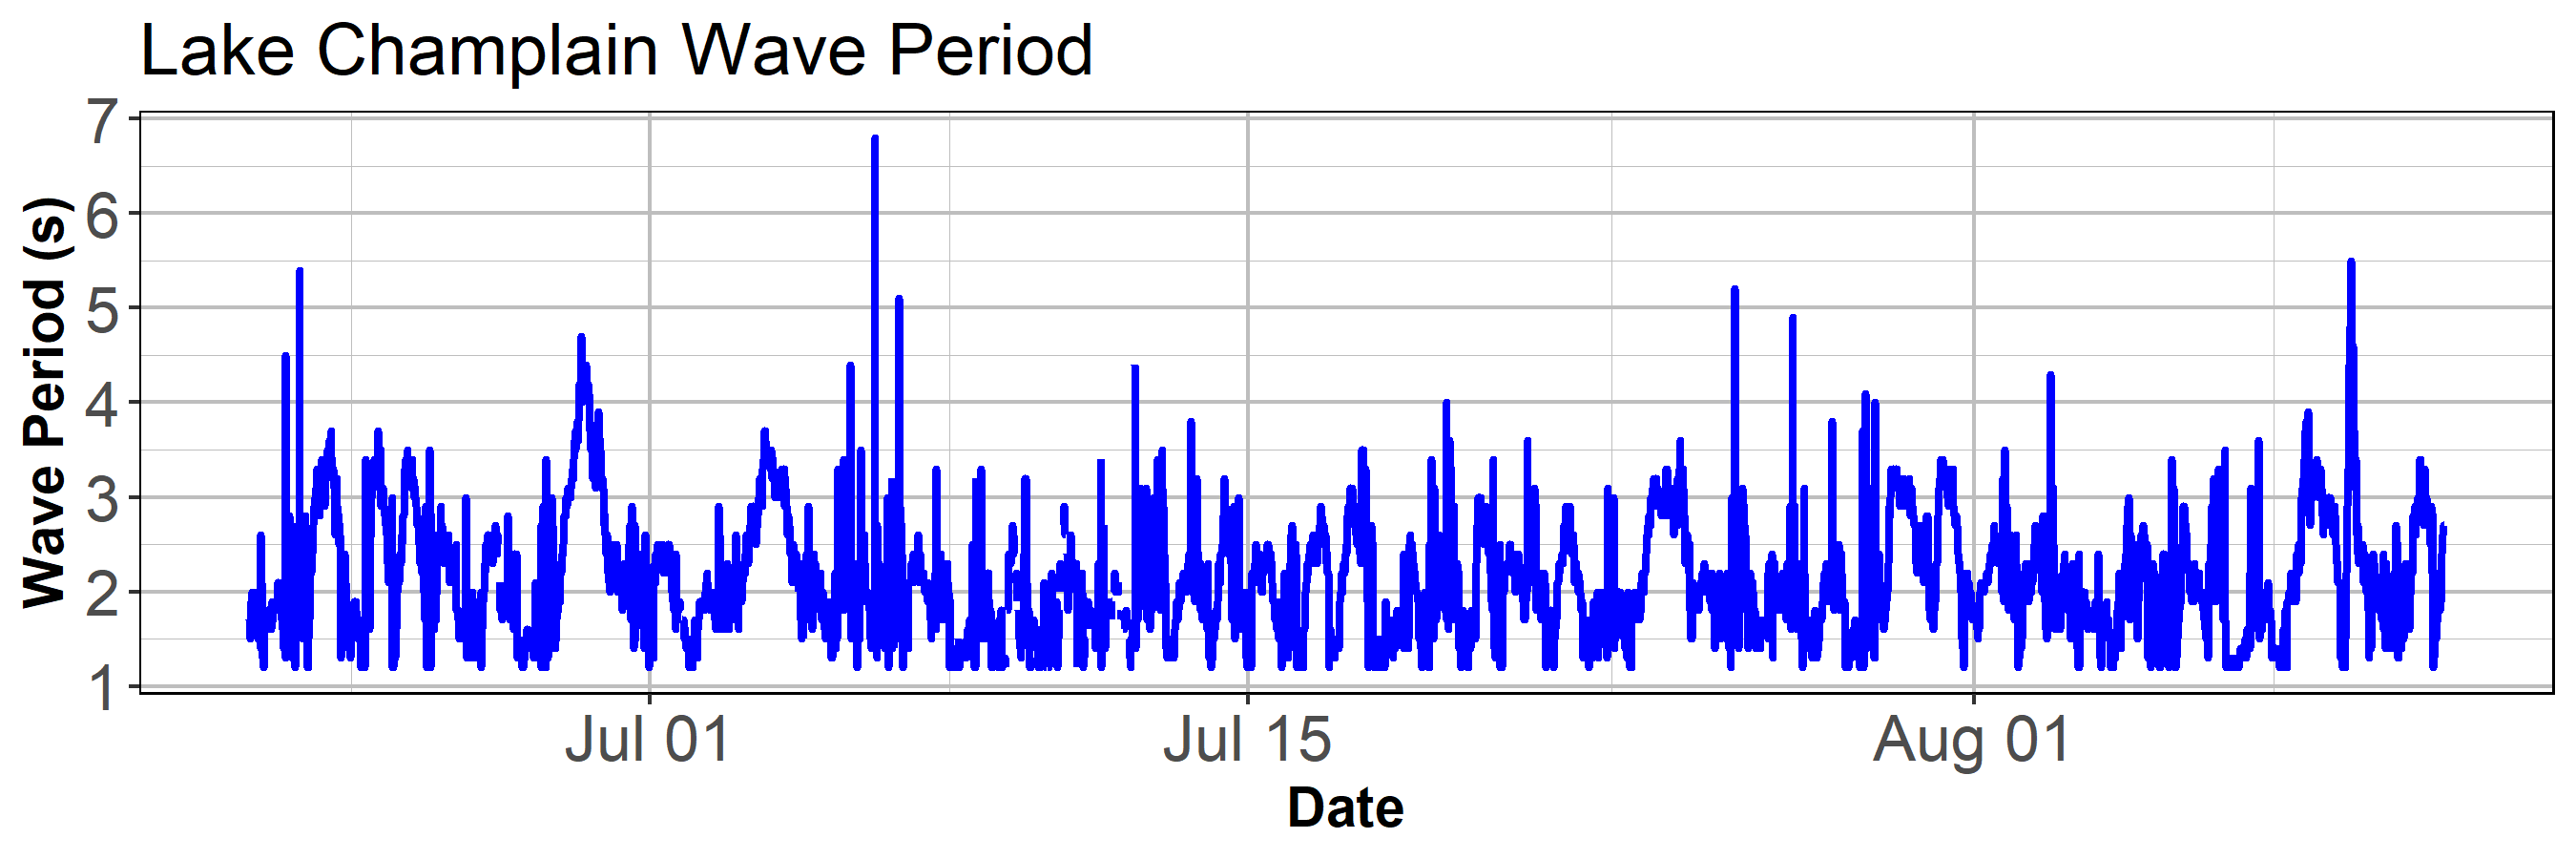 Lake Champlain Wave Period
Wave Period (s)
7
6
5
4
3
2
1
Jul 01
Jul 15
Aug 01
Date